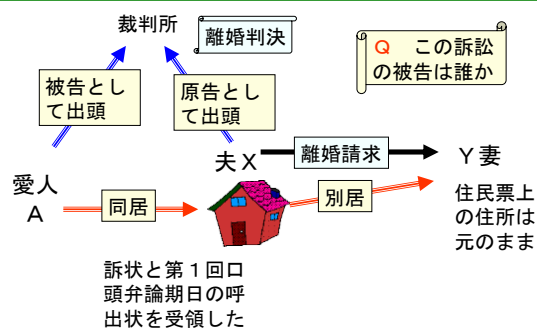 裁判所
離婚判決
Q この訴訟
の被告は誰か
被告とし
て出頭
原告とし
て出頭
夫X
離婚請求
Y妻
愛人
A
同居
別居
住民票上
の住所は
元のまま
訴状と第1回口
頭弁論期日の呼
出状を受領した